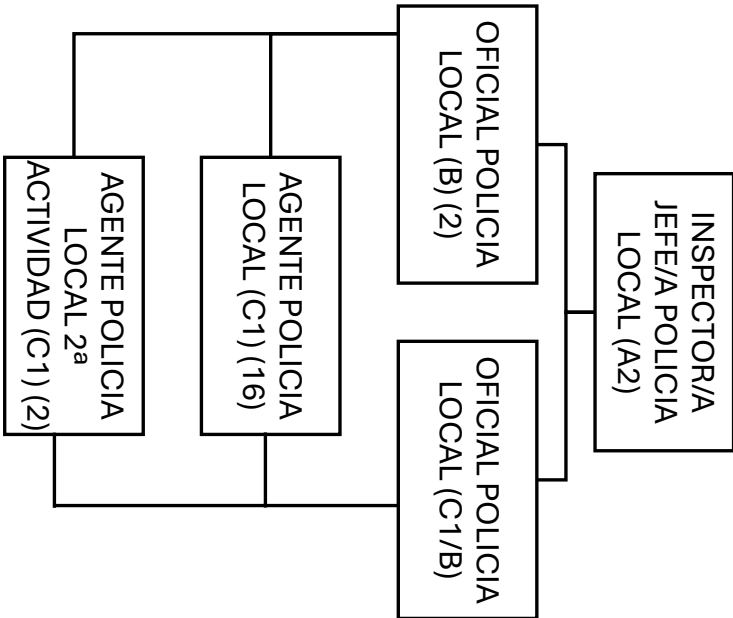 INSPECTOR/A
JEFE/A POLICIA
LOCAL (A2)
OFICIAL POLICIA
LOCAL (B) (2)
OFICIAL POLICIA
LOCAL (C1/B)
AGENTE POLICIA
LOCAL (C1) (16)
AGENTE POLICIA
LOCAL 2ª
ACTIVIDAD (C1) (2)